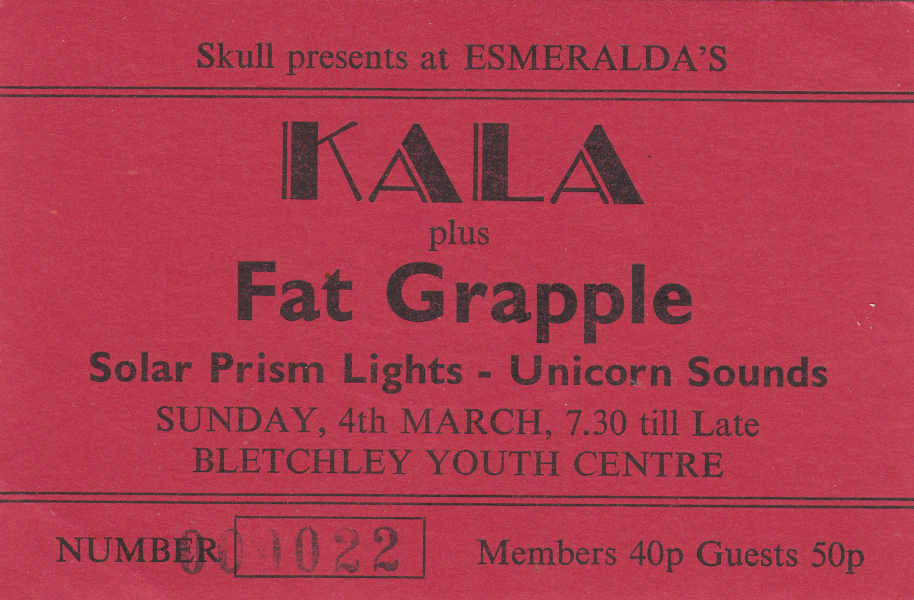 Skull presents at ESMERALDA'S
KALA
plus
Fat Grapple
Solar Prism Lights - Unicorn Sounds
SUNDAY, 4th MARCH, 7.30 till Late
BLETCHLEY YOUTH CENTRE
NUMBER 000022 Members 40p Guests 50p